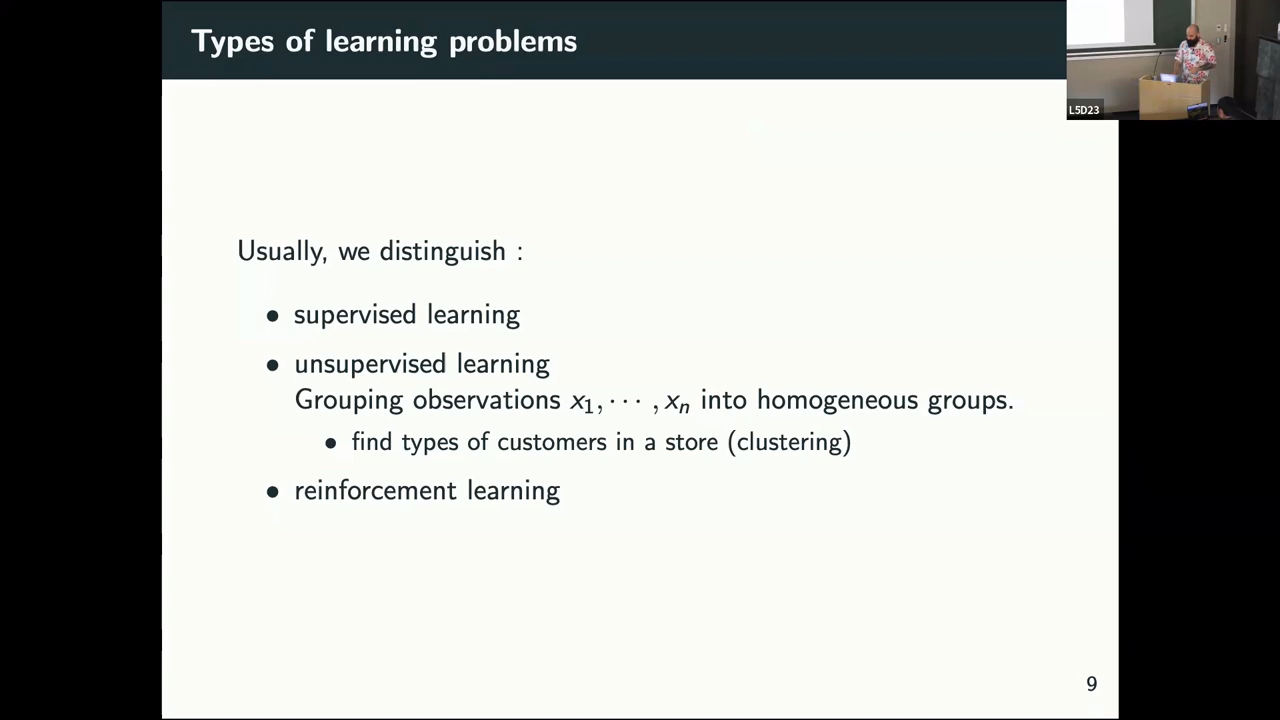 Types of learning problems
L5D23
Usually, we distinguish :
• supervised learning
• unsupervised learning
Grouping observations x₁, ⋯ , xₙ into homogeneous groups.
• find types of customers in a store (clustering)
• reinforcement learning
9